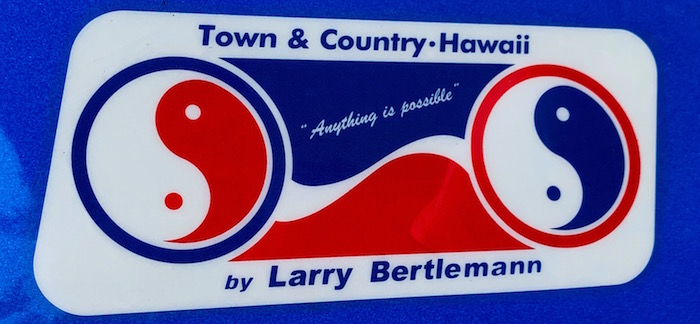 Town & Country•Hawaii
"Anything is possible"
by Larry Bertlemann